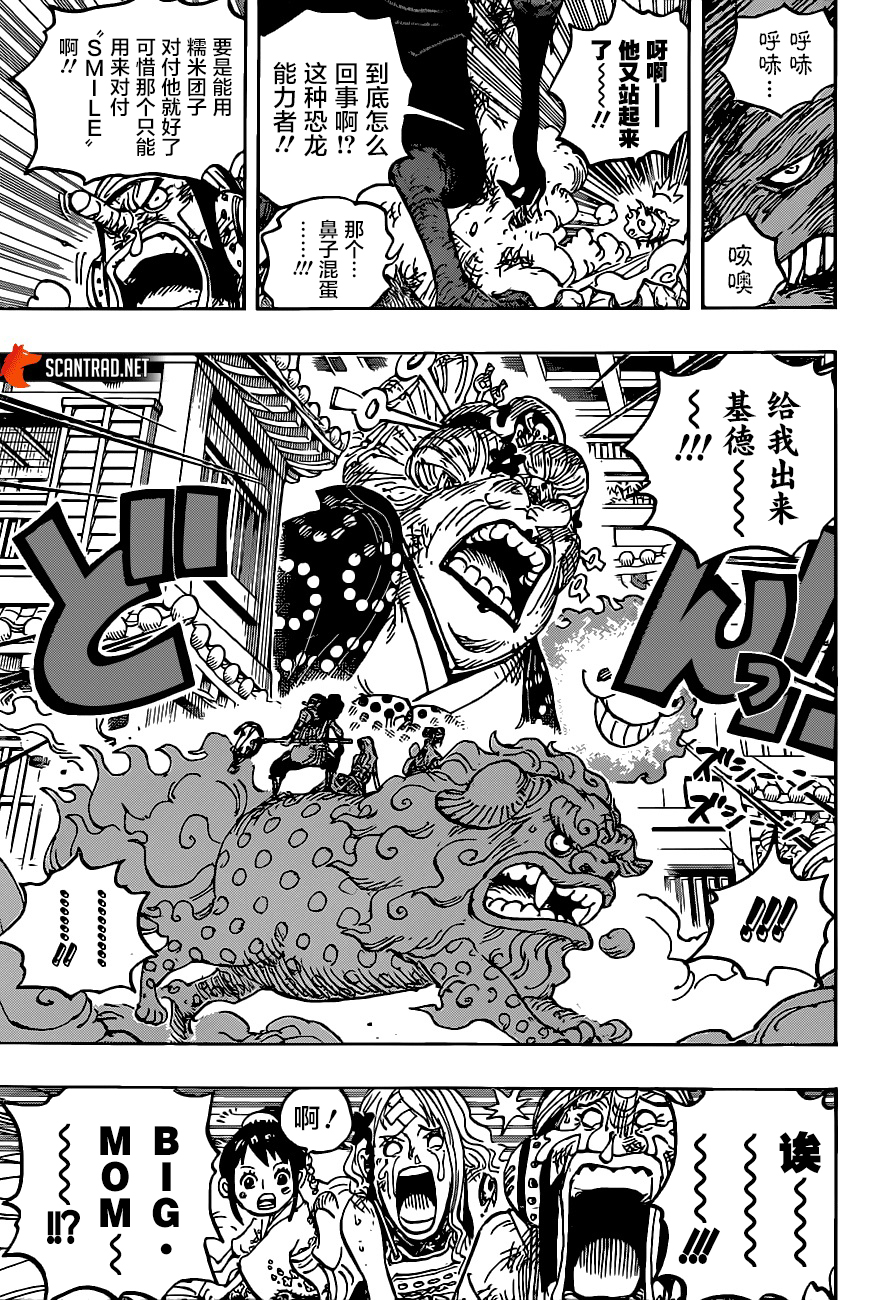 呼哧
呼哧…
咳噢
呀啊——
他又站起来
了〜〜!!
到底怎么
回事啊!?
这种恐龙
能力者!!
那个…
鼻子混蛋
……!!!
要是能用
糯米团子
对付他就好了
可惜那个只能
用来对付
“SMILE”
啊!!
SCANTRAD.NET
给我出来
基德〜〜
〜!!!
どんっ!!
ズシン
ズシン
!!!!
…………
……!!
诶
〜〜〜
〜〜〜
〜〜!!!
啊!
BIG·
MOM〜
〜〜!!?